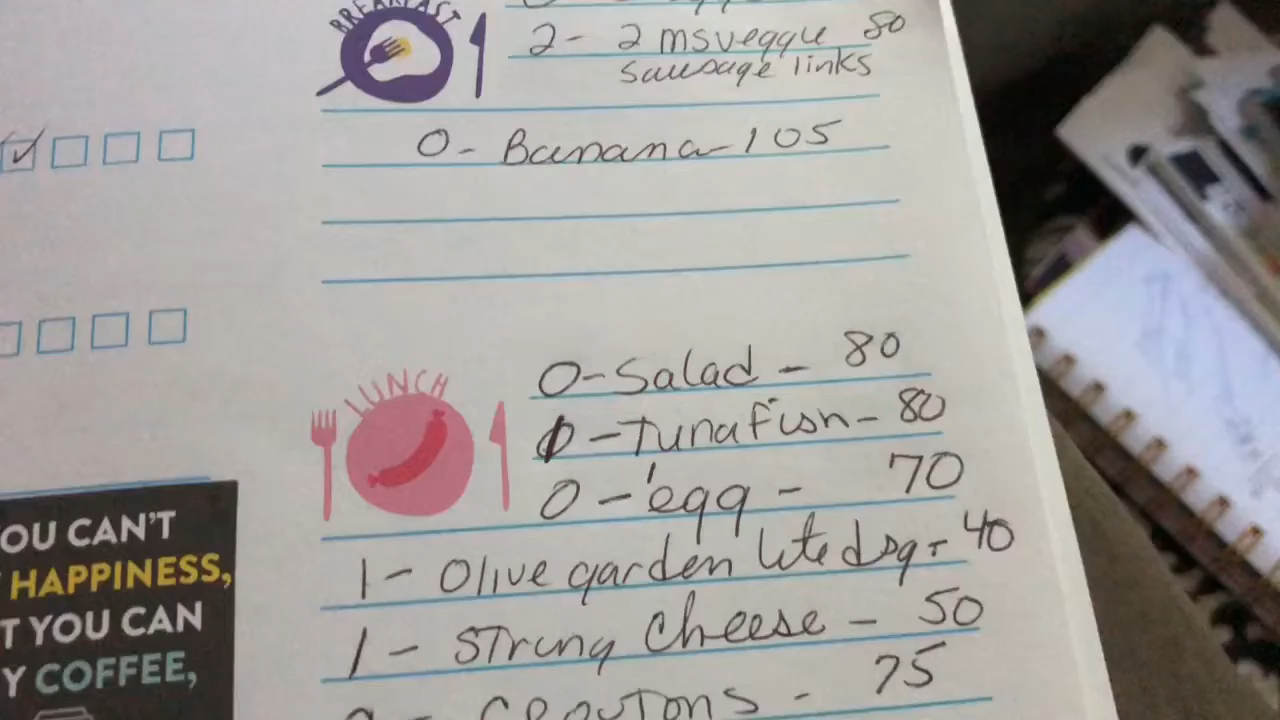 BREAKFAST
2- 2 msveggie 80
sausage links
0- Banana-105
LUNCH
0-Salad - 80
0-Tunafish-80
0-egg - 70
1- Olive garden lite dsg- 40
1- String Cheese - 50
CROUTONS - 75
OU CAN'T
HAPPINESS,
T YOU CAN
Y COFFEE,